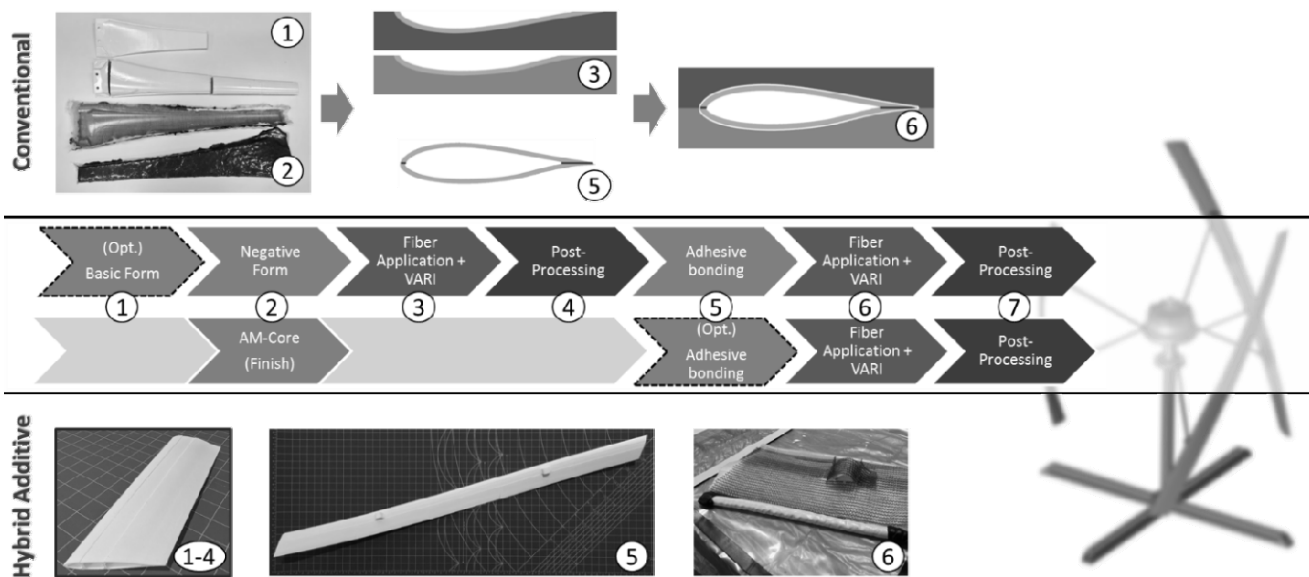 Conventional
1
2
3
5
6
(Opt.)
Basic Form
1
Negative
Form
2
Fiber
Application +
VARI
3
Post-
Processing
4
Adhesive
bonding
5
Fiber
Application +
VARI
6
Post-
Processing
7
AM-Core
(Finish)
(Opt.)
Adhesive
bonding
Fiber
Application +
VARI
Post-
Processing
Hybrid Additive
1-4
5
6